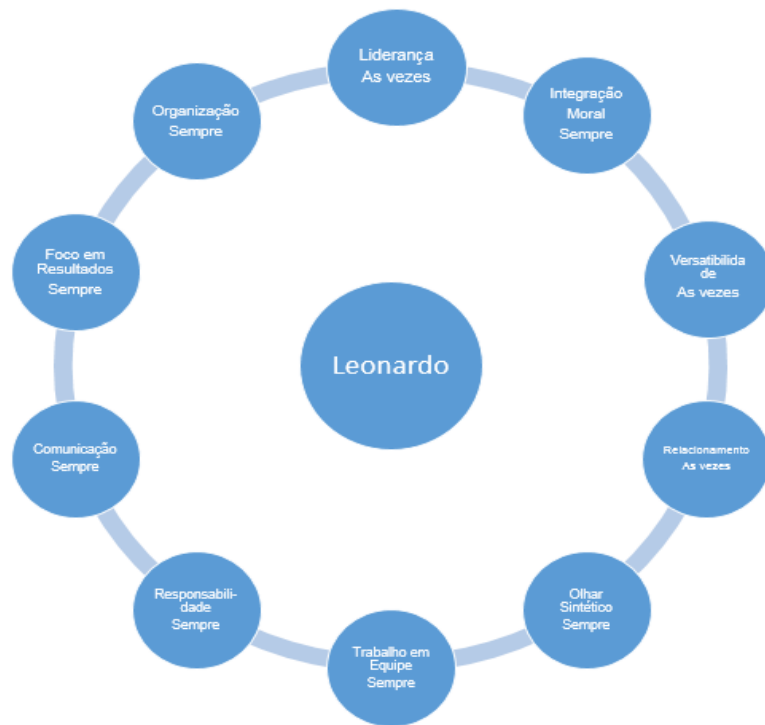 Liderança
As vezes
Integração
Moral
Sempre
Versatibilida
de
As vezes
Relacionamento
As vezes
Olhar
Sintético
Sempre
Trabalho em
Equipe
Sempre
Responsabili-
dade
Sempre
Comunicação
Sempre
Foco em
Resultados
Sempre
Organização
Sempre
Leonardo